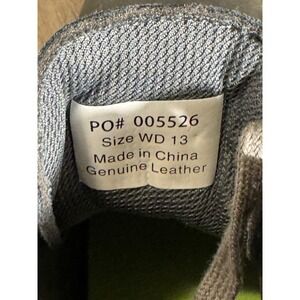 PO# 005526
Size WD 13
Made in China
Genuine Leather